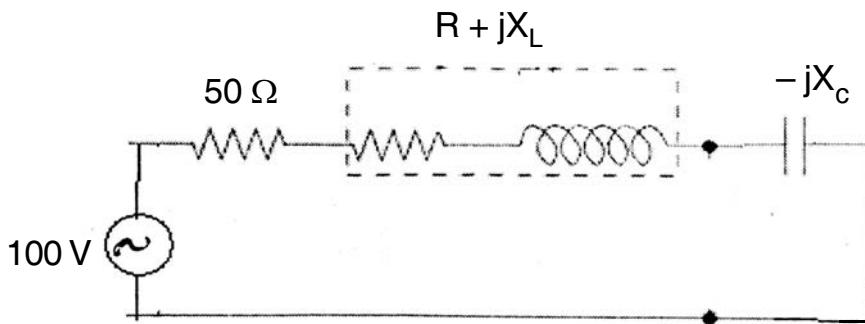 R + jX_L
50 Ω
– jX_c
100 V